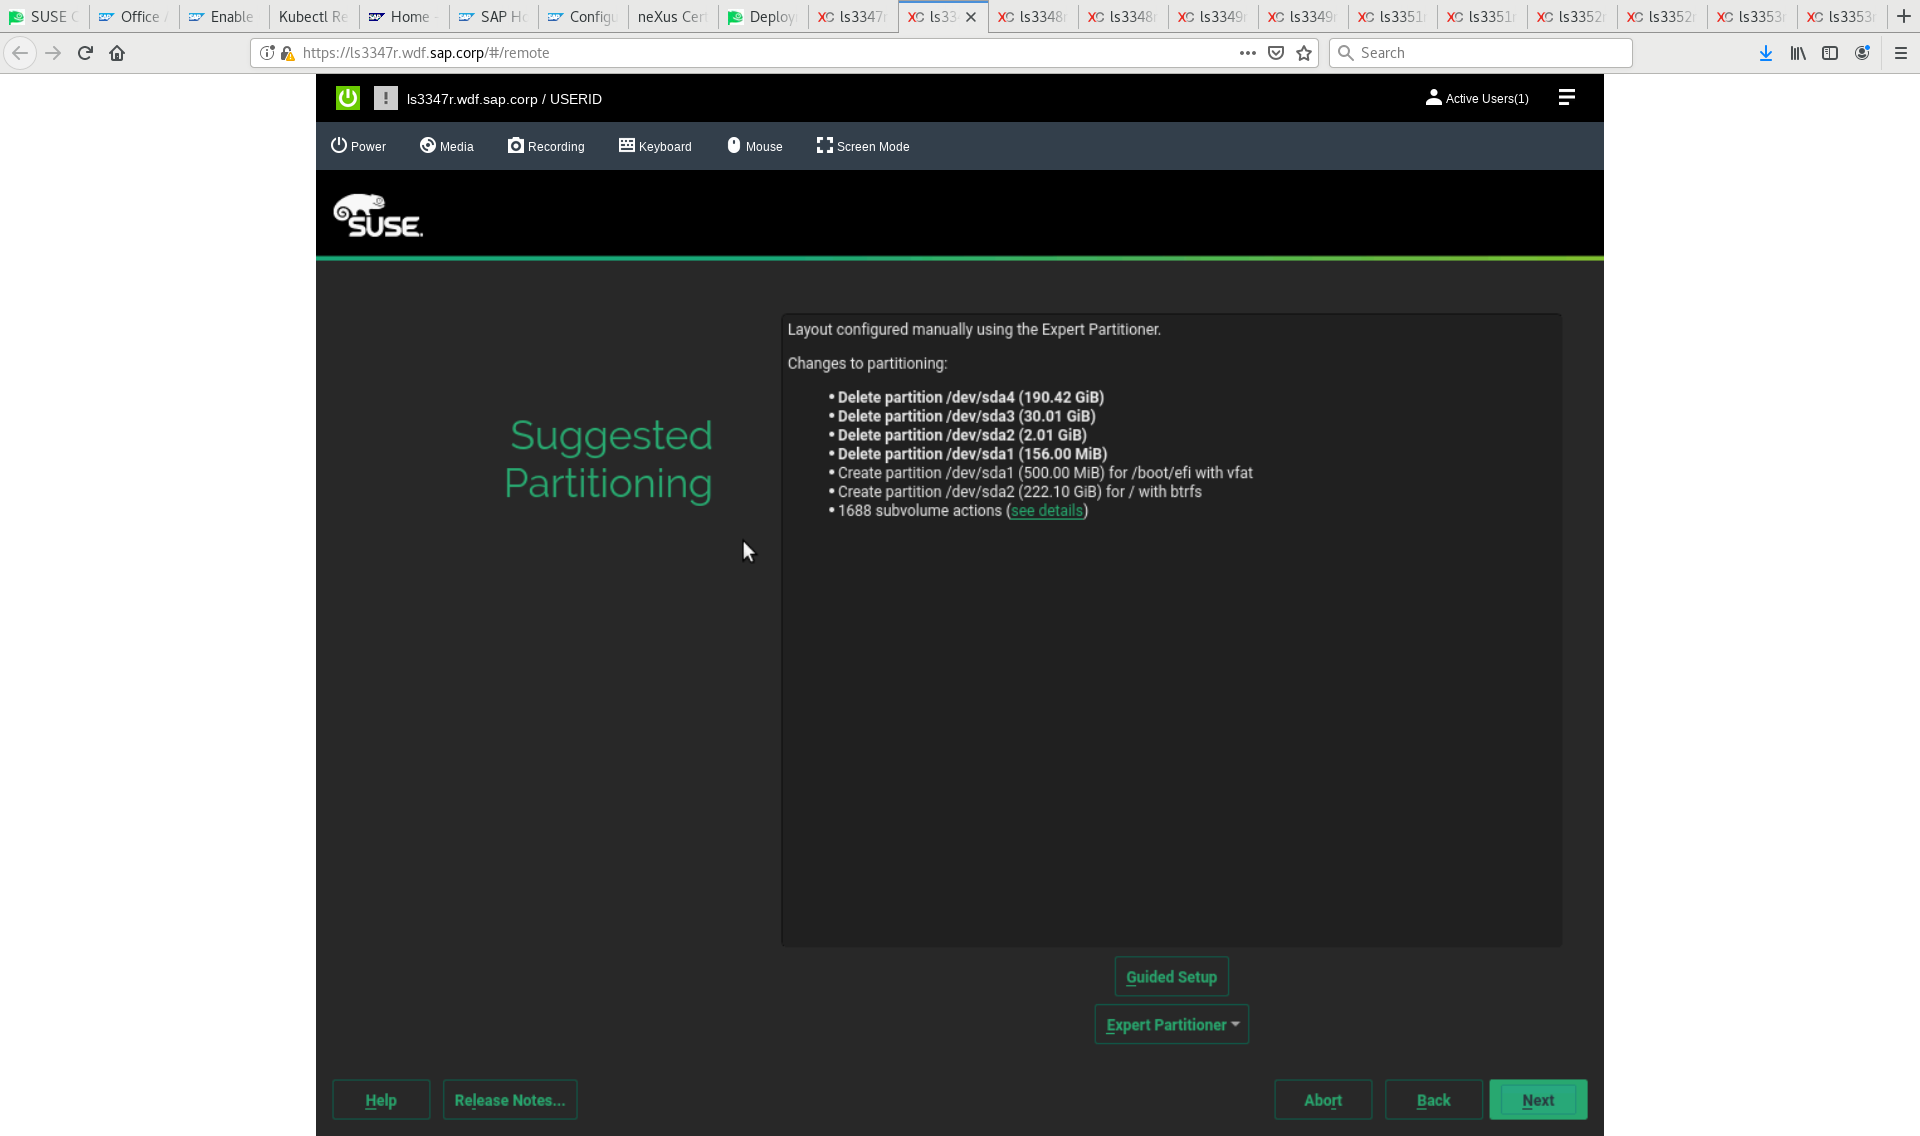 SUSE C
Office
Enable
Kubectl Re
Home
SAP Ho
Configu
neXus Cert
Deploy
ls3347r
ls33
ls3348r
ls3348r
ls3349r
ls3349r
ls3351r
ls3351r
ls3352r
ls3352r
ls3353r
ls3353r
https://ls3347r.wdf.sap.corp/#/remote
Search
ls3347r.wdf.sap.corp / USERID
Active Users(1)
Power
Media
Recording
Keyboard
Mouse
Screen Mode
SUSE.
Suggested
Partitioning
Layout configured manually using the Expert Partitioner.
Changes to partitioning:
• Delete partition /dev/sda4 (190.42 GiB)
• Delete partition /dev/sda3 (30.01 GiB)
• Delete partition /dev/sda2 (2.01 GiB)
• Delete partition /dev/sda1 (156.00 MiB)
• Create partition /dev/sda1 (500.00 MiB) for /boot/efi with vfat
• Create partition /dev/sda2 (222.10 GiB) for / with btrfs
• 1688 subvolume actions (see details)
Guided Setup
Expert Partitioner
Help
Release Notes...
Abort
Back
Next